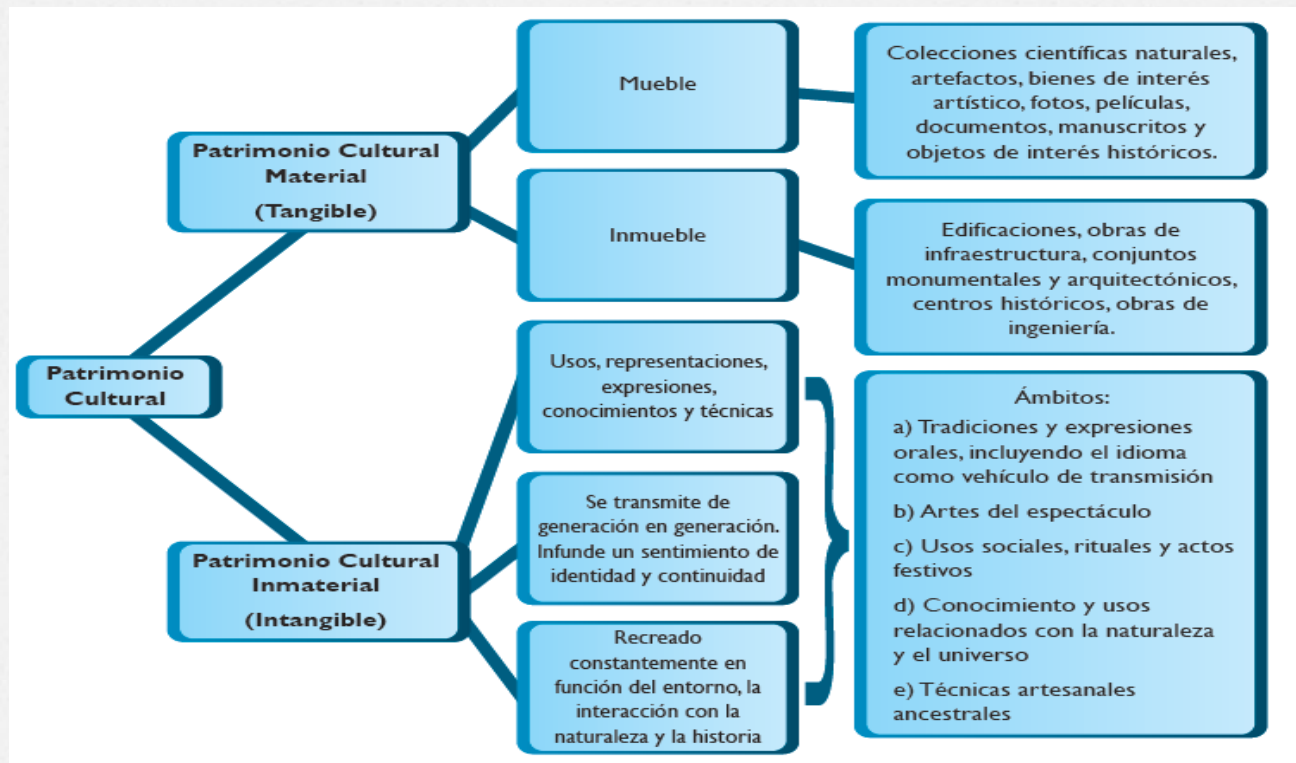 Patrimonio
Cultural
Patrimonio Cultural
Material
(Tangible)
Mueble
Colecciones científicas naturales,
artefactos, bienes de interés
artístico, fotos, películas,
documentos, manuscritos y
objetos de interés históricos.
Inmueble
Edificaciones, obras de
infraestructura, conjuntos
monumentales y arquitectónicos,
centros históricos, obras de
ingeniería.
Patrimonio Cultural
Inmaterial
(Intangible)
Usos, representaciones,
expresiones,
conocimientos y técnicas
Se transmite de
generación en generación.
Infunde un sentimiento de
identidad y continuidad
Recreado
constantemente en
función del entorno, la
interacción con la
naturaleza y la historia
Ámbitos:
a) Tradiciones y expresiones
orales, incluyendo el idioma
como vehículo de transmisión
b) Artes del espectáculo
c) Usos sociales, rituales y actos
festivos
d) Conocimiento y usos
relacionados con la naturaleza
y el universo
e) Técnicas artesanales
ancestrales